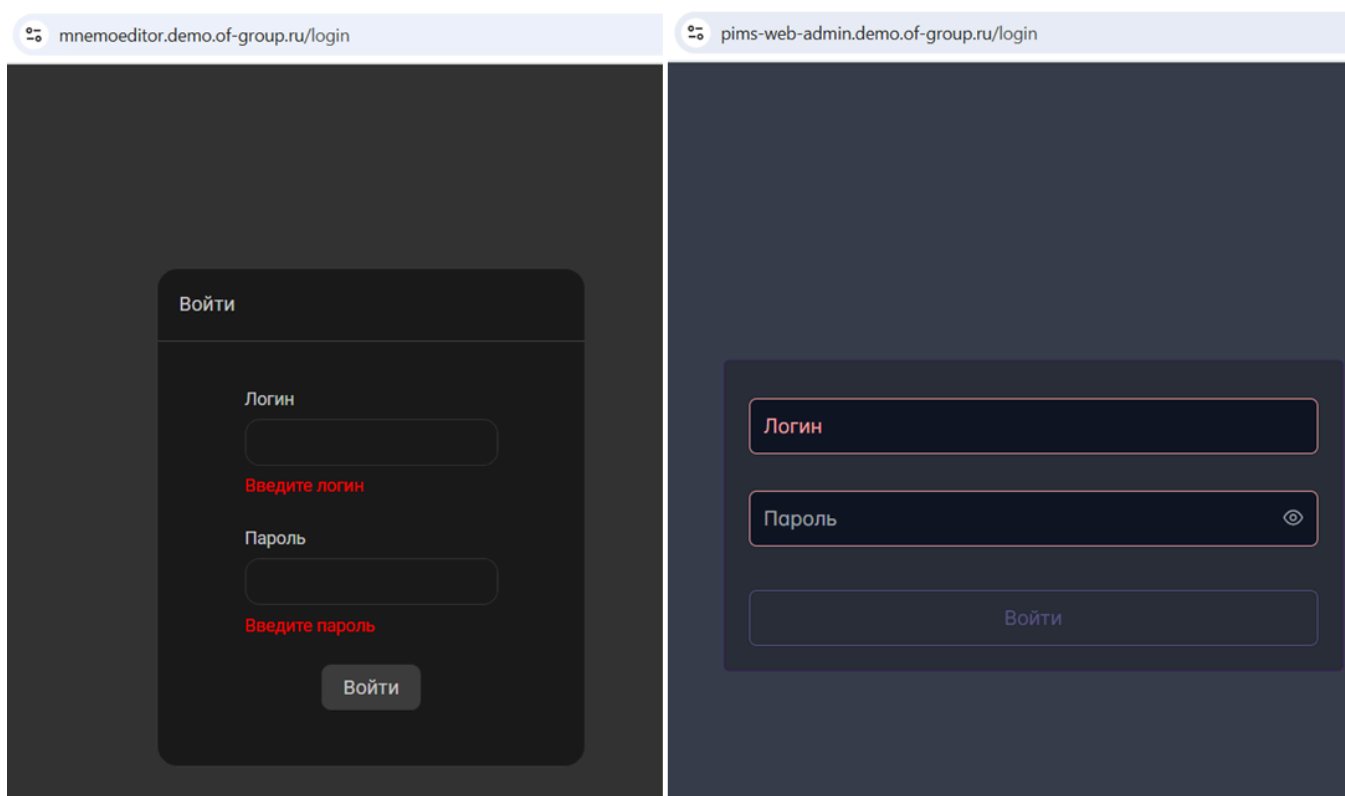 mnemoeditor.demo.of-group.ru/login
Войти
Логин
Введите логин
Пароль
Введите пароль
Войти
pims-web-admin.demo.of-group.ru/login
Логин
Пароль
Войти